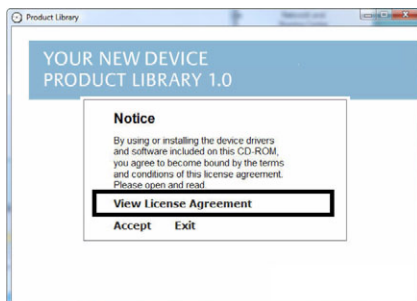 Product Library
YOUR NEW DEVICE
PRODUCT LIBRARY 1.0
Notice
By using or installing the device drivers
and software included on this CD-ROM,
you agree to become bound by the terms
and conditions of this license agreement.
Please open and read
View License Agreement
Accept Exit